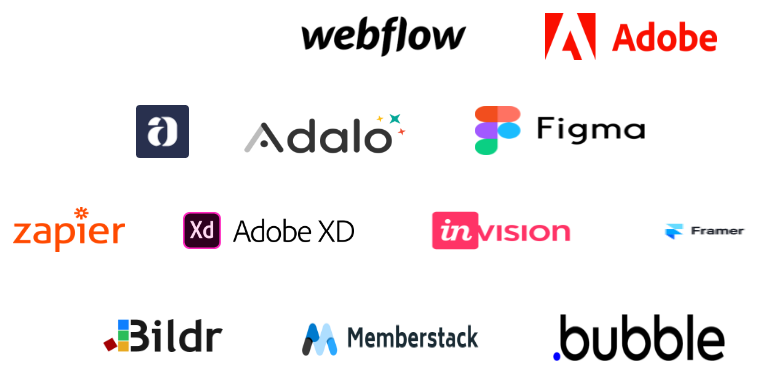 webflow Adobe
a Adalo Figma
zapier Xd Adobe XD inVISION Framer
Bildr Memberstack .bubble